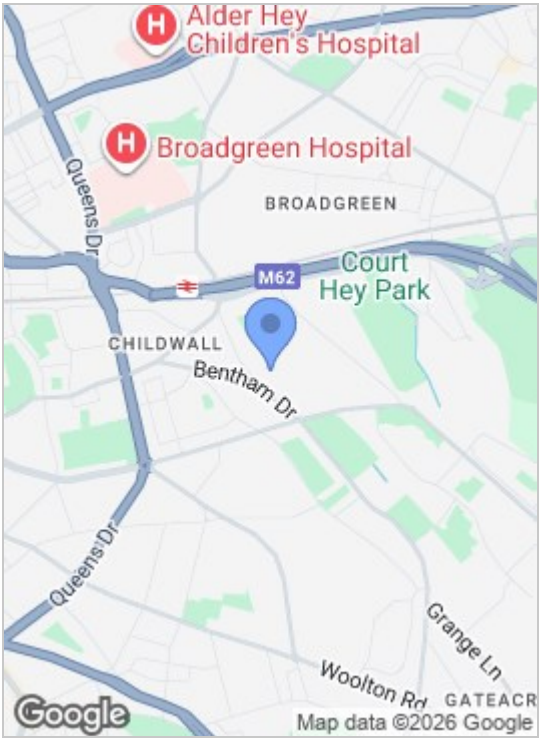 Alder Hey
Children's Hospital
H
H
Broadgreen Hospital
Queens Dr
BROADGREEN
M62
Court
Hey Park
CHILDWALL
Bentham Dr
Queens Dr
Grange Ln
Woolton Rd
GATEACR
Google
Map data ©2026 Google